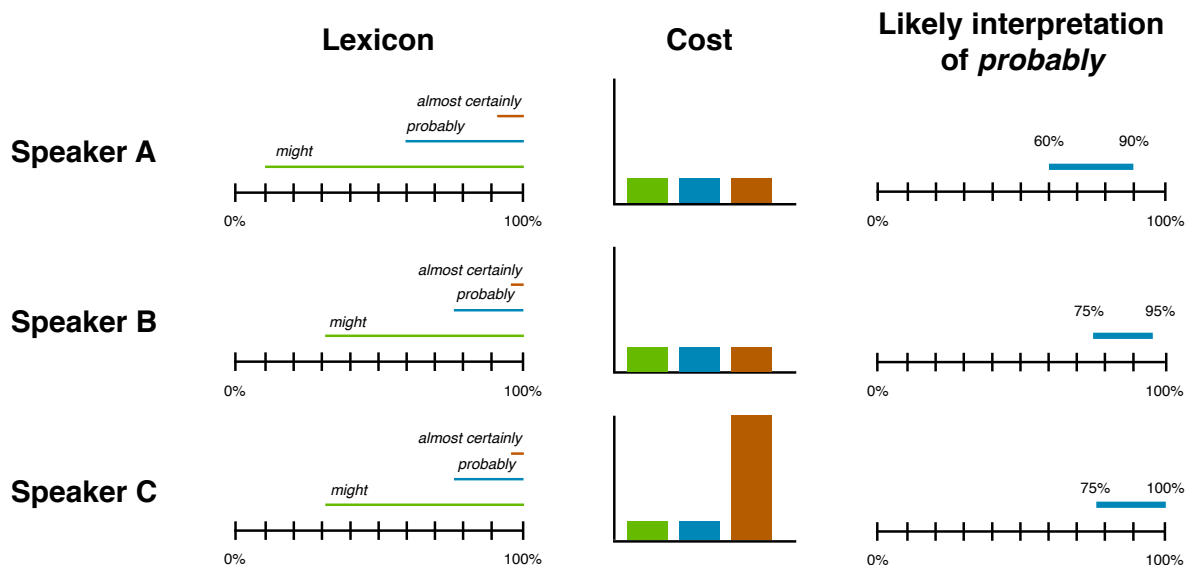 Lexicon
Cost
Likely interpretation
of probably
Speaker A
almost certainly
probably
might
0%
100%
60%
90%
0%
100%
Speaker B
almost certainly
probably
might
0%
100%
75%
95%
0%
100%
Speaker C
almost certainly
probably
might
0%
100%
75%
100%
0%
100%